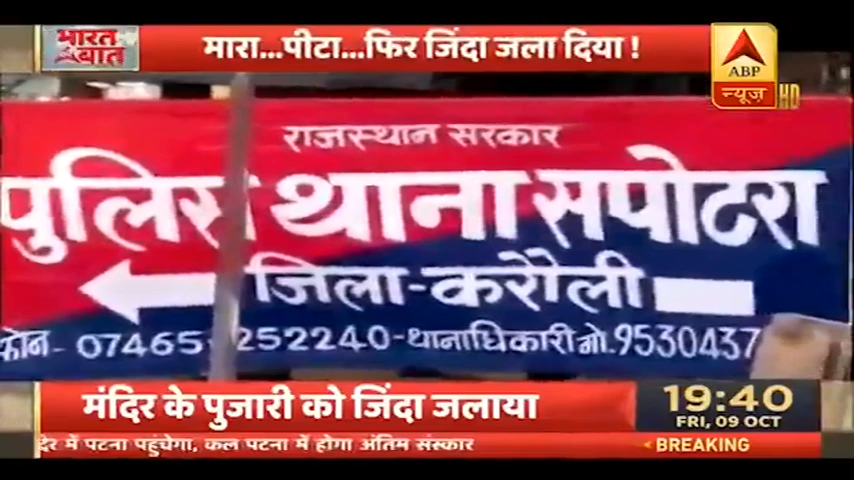 भारत की बात
मारा...पीटा...फिर जिंदा जला दिया !
ABP
न्यूज़
HD
राजस्थान सरकार
पुलिस थाना सपोटरा
जिला-करौली
फोन- 07465 252240-थानाधिकारी मो.9530437
मंदिर के पुजारी को जिंदा जलाया
19:40
FRI, 09 OCT
में पटना पहुंचेगा, कल पटना में होगा अंतिम संस्कार
BREAKING